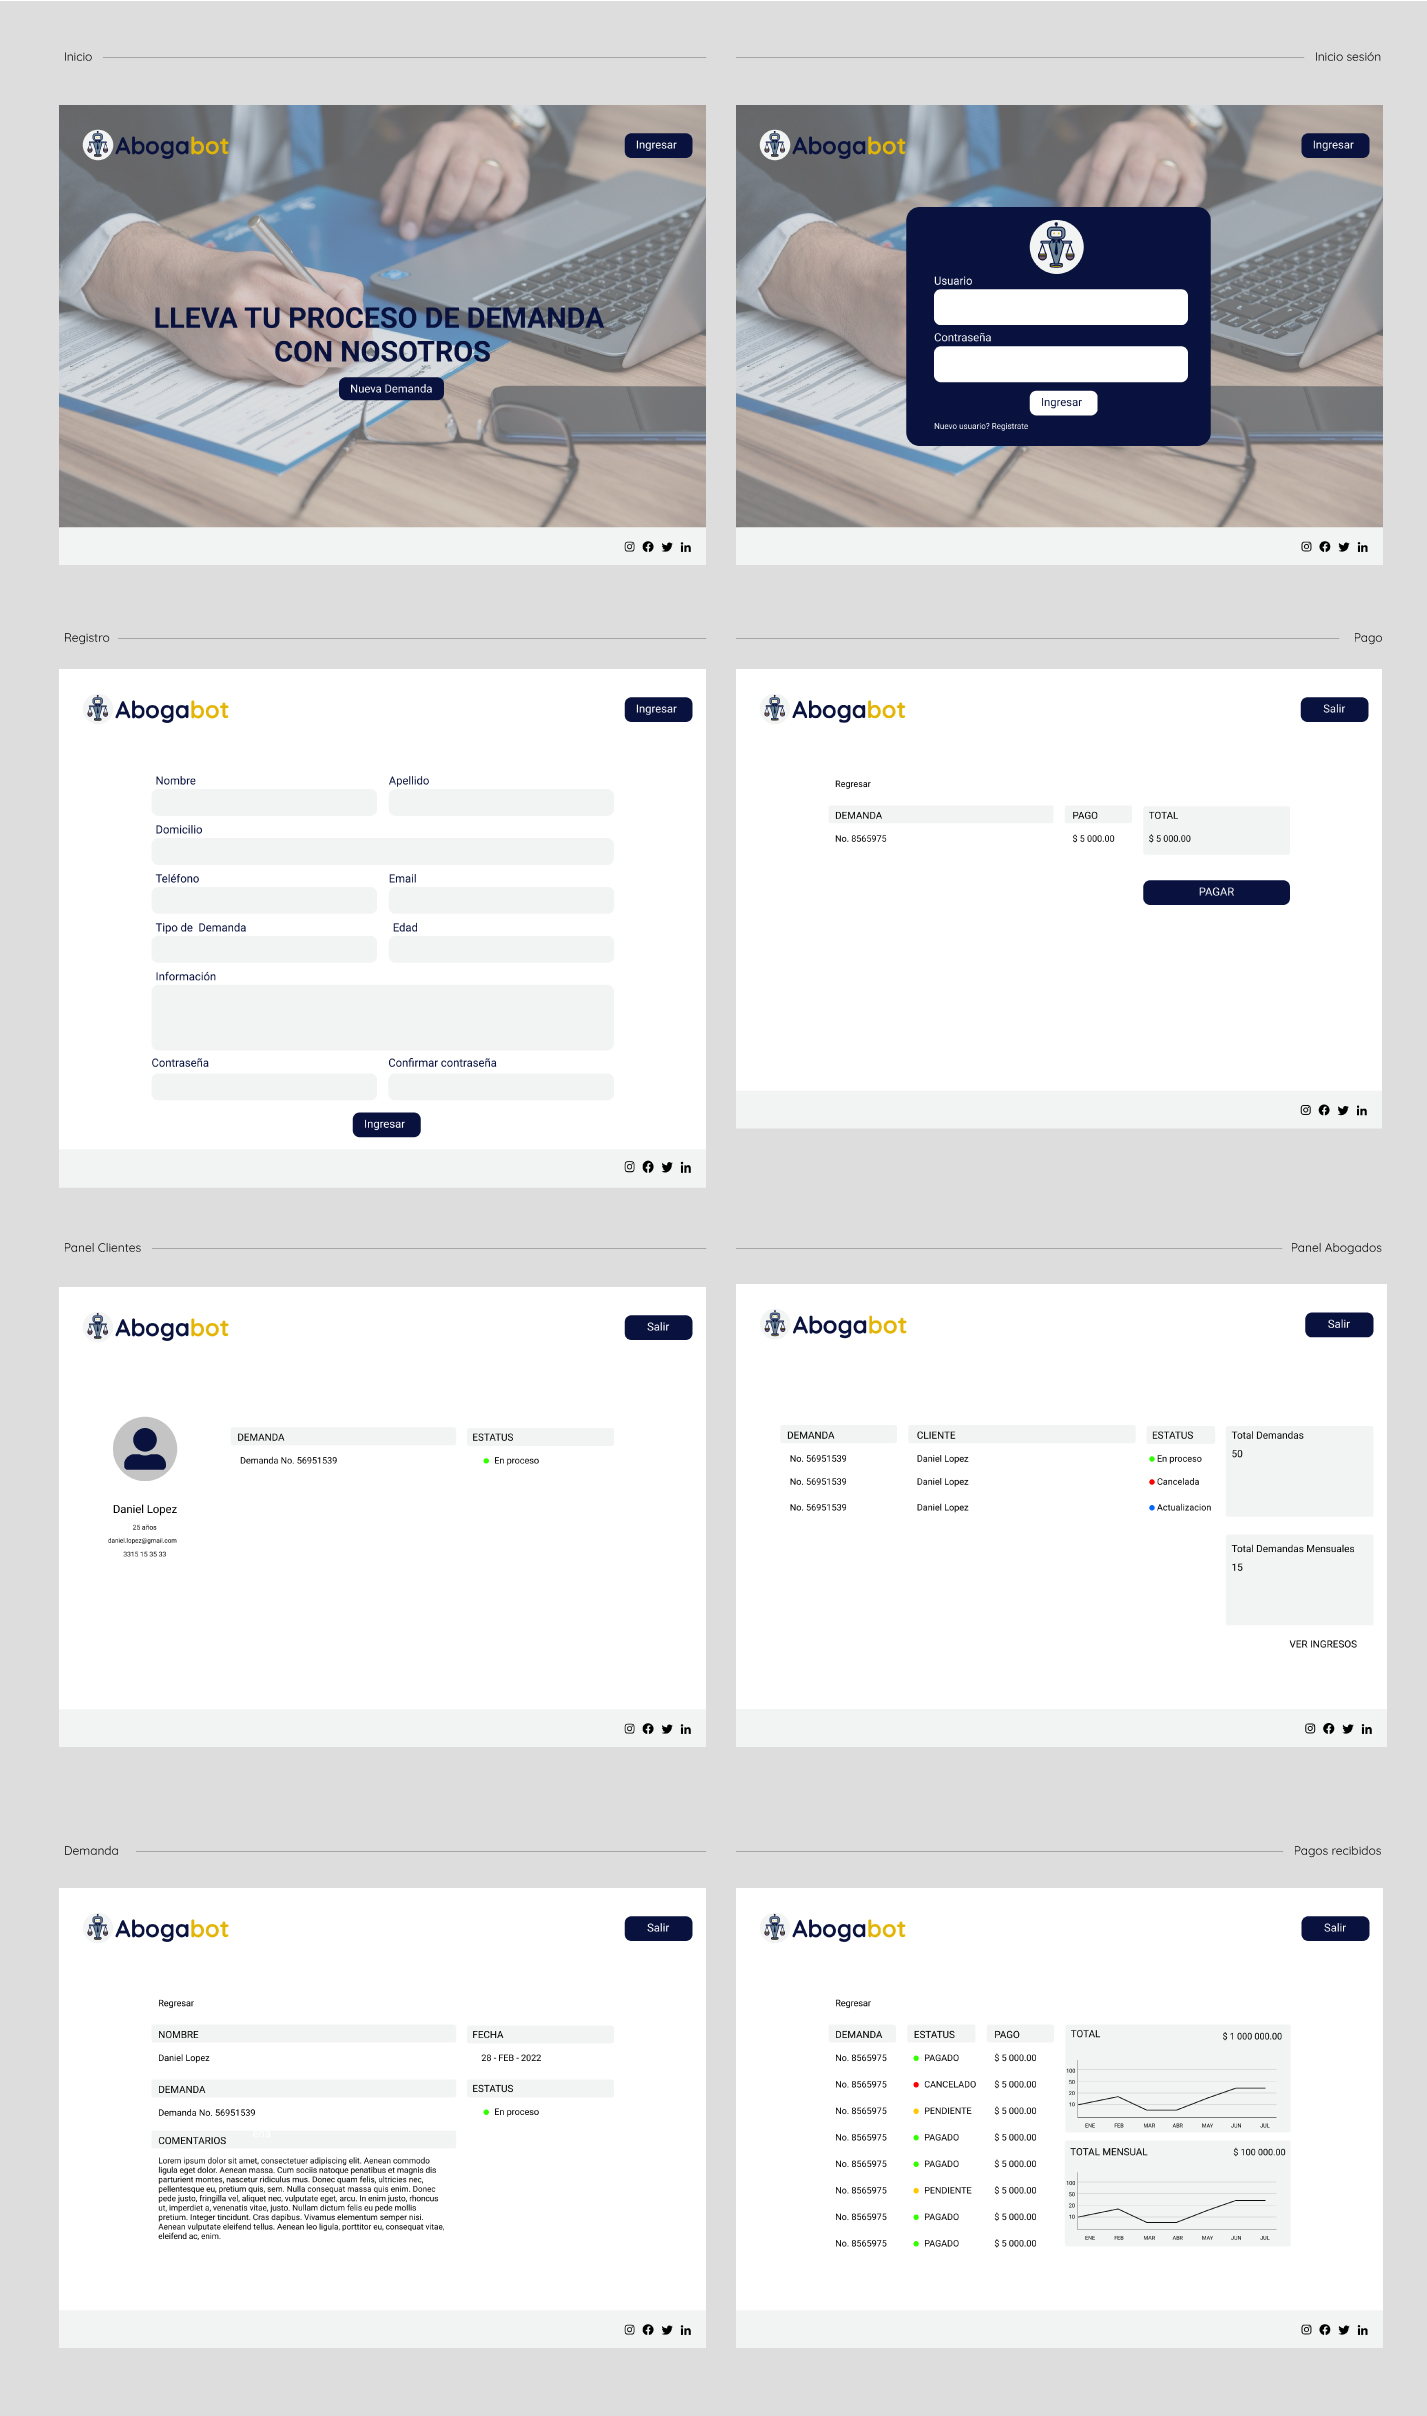 Inicio
Inicio sesión
Abogabot
Ingresar
LLEVA TU PROCESO DE DEMANDA
CON NOSOTROS
Nueva Demanda
Abogabot
Ingresar
Usuario
Contraseña
Ingresar
Nuevo usuario? Registrate
Registro
Pago
Abogabot
Ingresar
Nombre
Apellido
Domicilio
Teléfono
Email
Tipo de Demanda
Edad
Información
Contraseña
Confirmar contraseña
Ingresar
Abogabot
Salir
Regresar
DEMANDA
PAGO
TOTAL
No. 8565975
$ 5 000.00
$ 5 000.00
PAGAR
Panel Clientes
Panel Abogados
Abogabot
Salir
DEMANDA
ESTATUS
Demanda No. 56951539
En proceso
Daniel Lopez
25 años
daniel.lopez@gmail.com
3315 15 35 33
Abogabot
Salir
DEMANDA
CLIENTE
ESTATUS
No. 56951539
Daniel Lopez
En proceso
No. 56951539
Daniel Lopez
Cancelada
No. 56951539
Daniel Lopez
Actualizacion
Total Demandas
50
Total Demandas Mensuales
15
VER INGRESOS
Demanda
Pagos recibidos
Abogabot
Salir
Regresar
NOMBRE
FECHA
Daniel Lopez
28 - FEB - 2022
DEMANDA
ESTATUS
Demanda No. 56951539
En proceso
COMENTARIOS
Lorem ipsum dolor sit amet, consectetuer adipiscing elit. Aenean commodo
ligula eget dolor. Aenean massa. Cum sociis natoque penatibus et magnis dis
parturient montes, nascetur ridiculus mus. Donec quam felis, ultricies nec,
pellentesque eu, pretium quis, sem. Nulla consequat massa quis enim. Donec
pede justo, fringilla vel, aliquet nec, vulputate eget, arcu. In enim justo, rhoncus
ut, imperdiet a, venenatis vitae, justo. Nullam dictum felis eu pede mollis
pretium. Integer tincidunt. Cras dapibus. Vivamus elementum semper nisi.
Aenean vulputate eleifend tellus. Aenean leo ligula, porttitor eu, consequat vitae,
eleifend ac, enim.
Abogabot
Salir
Regresar
DEMANDA
ESTATUS
PAGO
No. 8565975
PAGADO
$ 5 000.00
No. 8565975
CANCELADO
$ 5 000.00
No. 8565975
PENDIENTE
$ 5 000.00
No. 8565975
PAGADO
$ 5 000.00
No. 8565975
PAGADO
$ 5 000.00
No. 8565975
PENDIENTE
$ 5 000.00
No. 8565975
PAGADO
$ 5 000.00
No. 8565975
PAGADO
$ 5 000.00
TOTAL
$ 1 000 000.00
100
50
20
10
ENE FEB MAR ABR MAY JUN JUL
TOTAL MENSUAL
$ 100 000.00
100
50
20
10
ENE FEB MAR ABR MAY JUN JUL